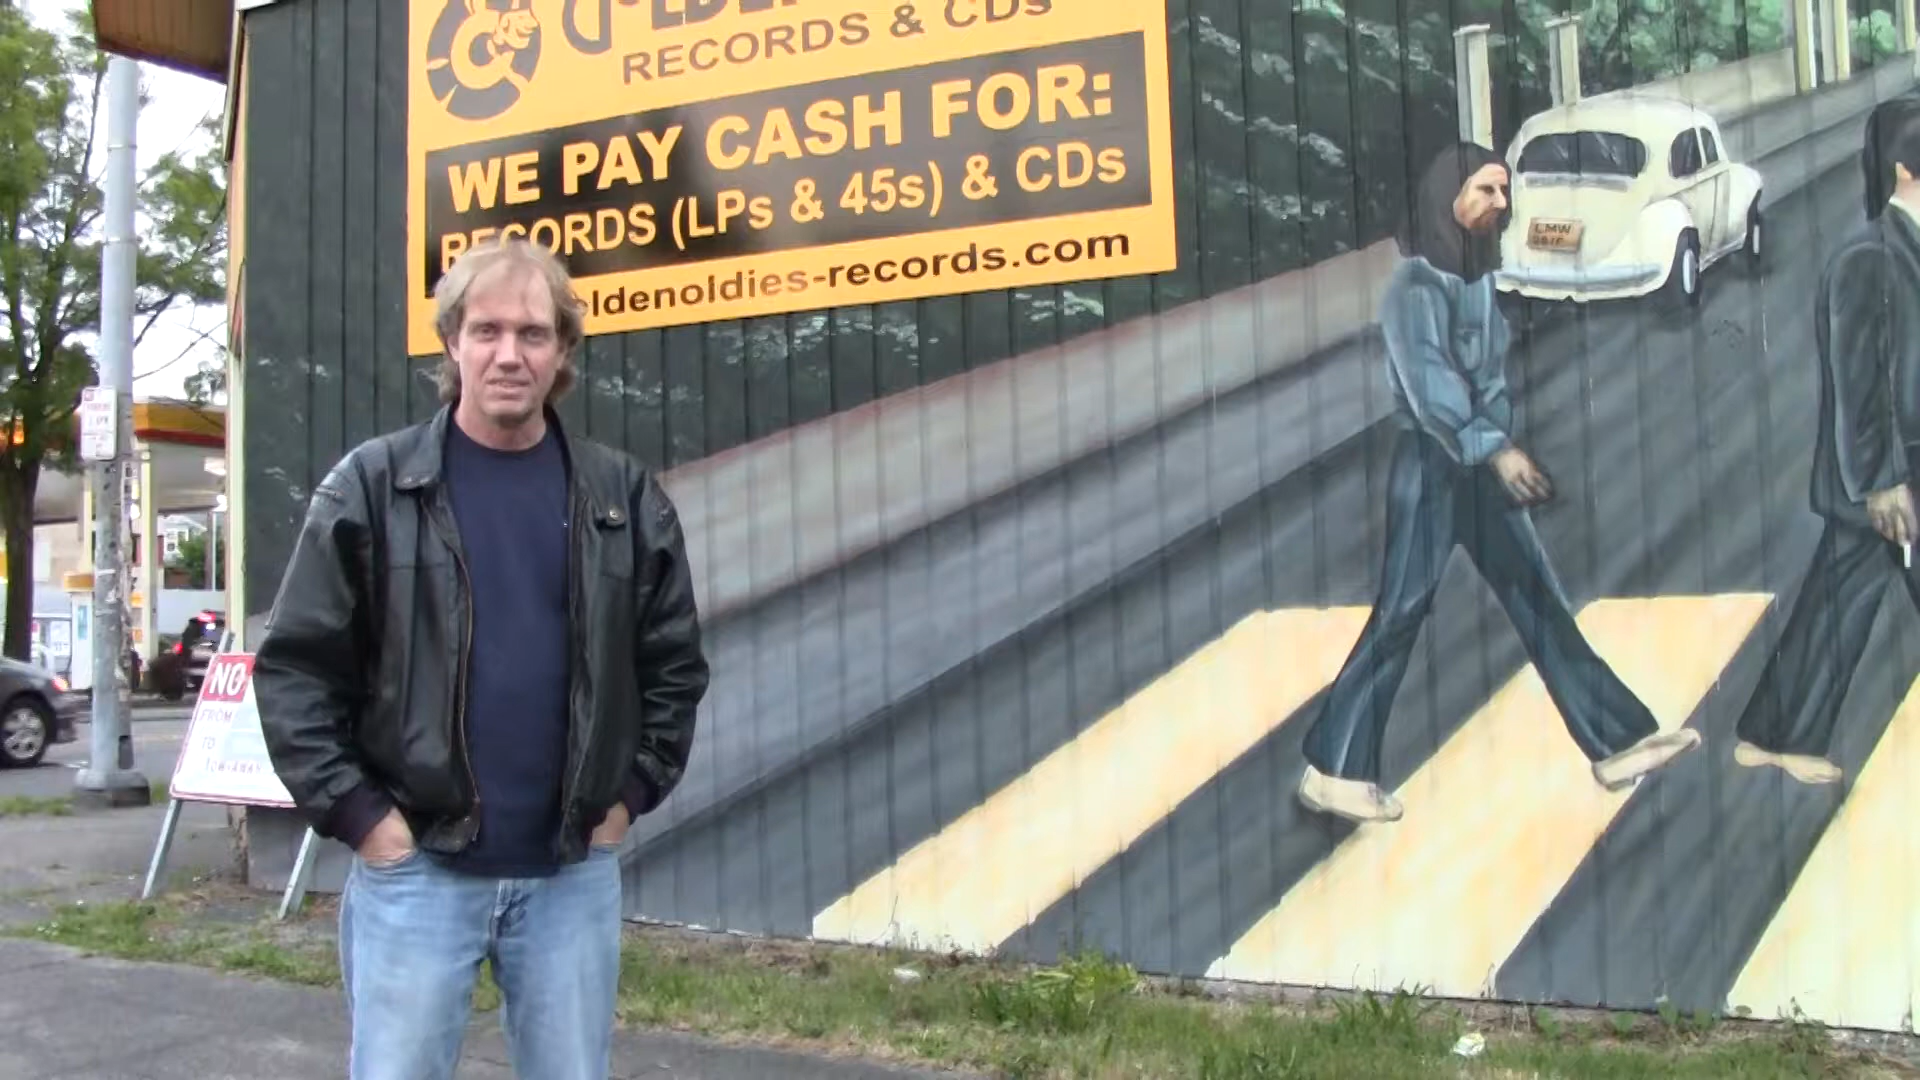 RECORDS & CDs
WE PAY CASH FOR:
RECORDS (LPs & 45s) & CDs
ldenoldies-records.com
LMW
NO
FROM
TO
TOW-AWAY